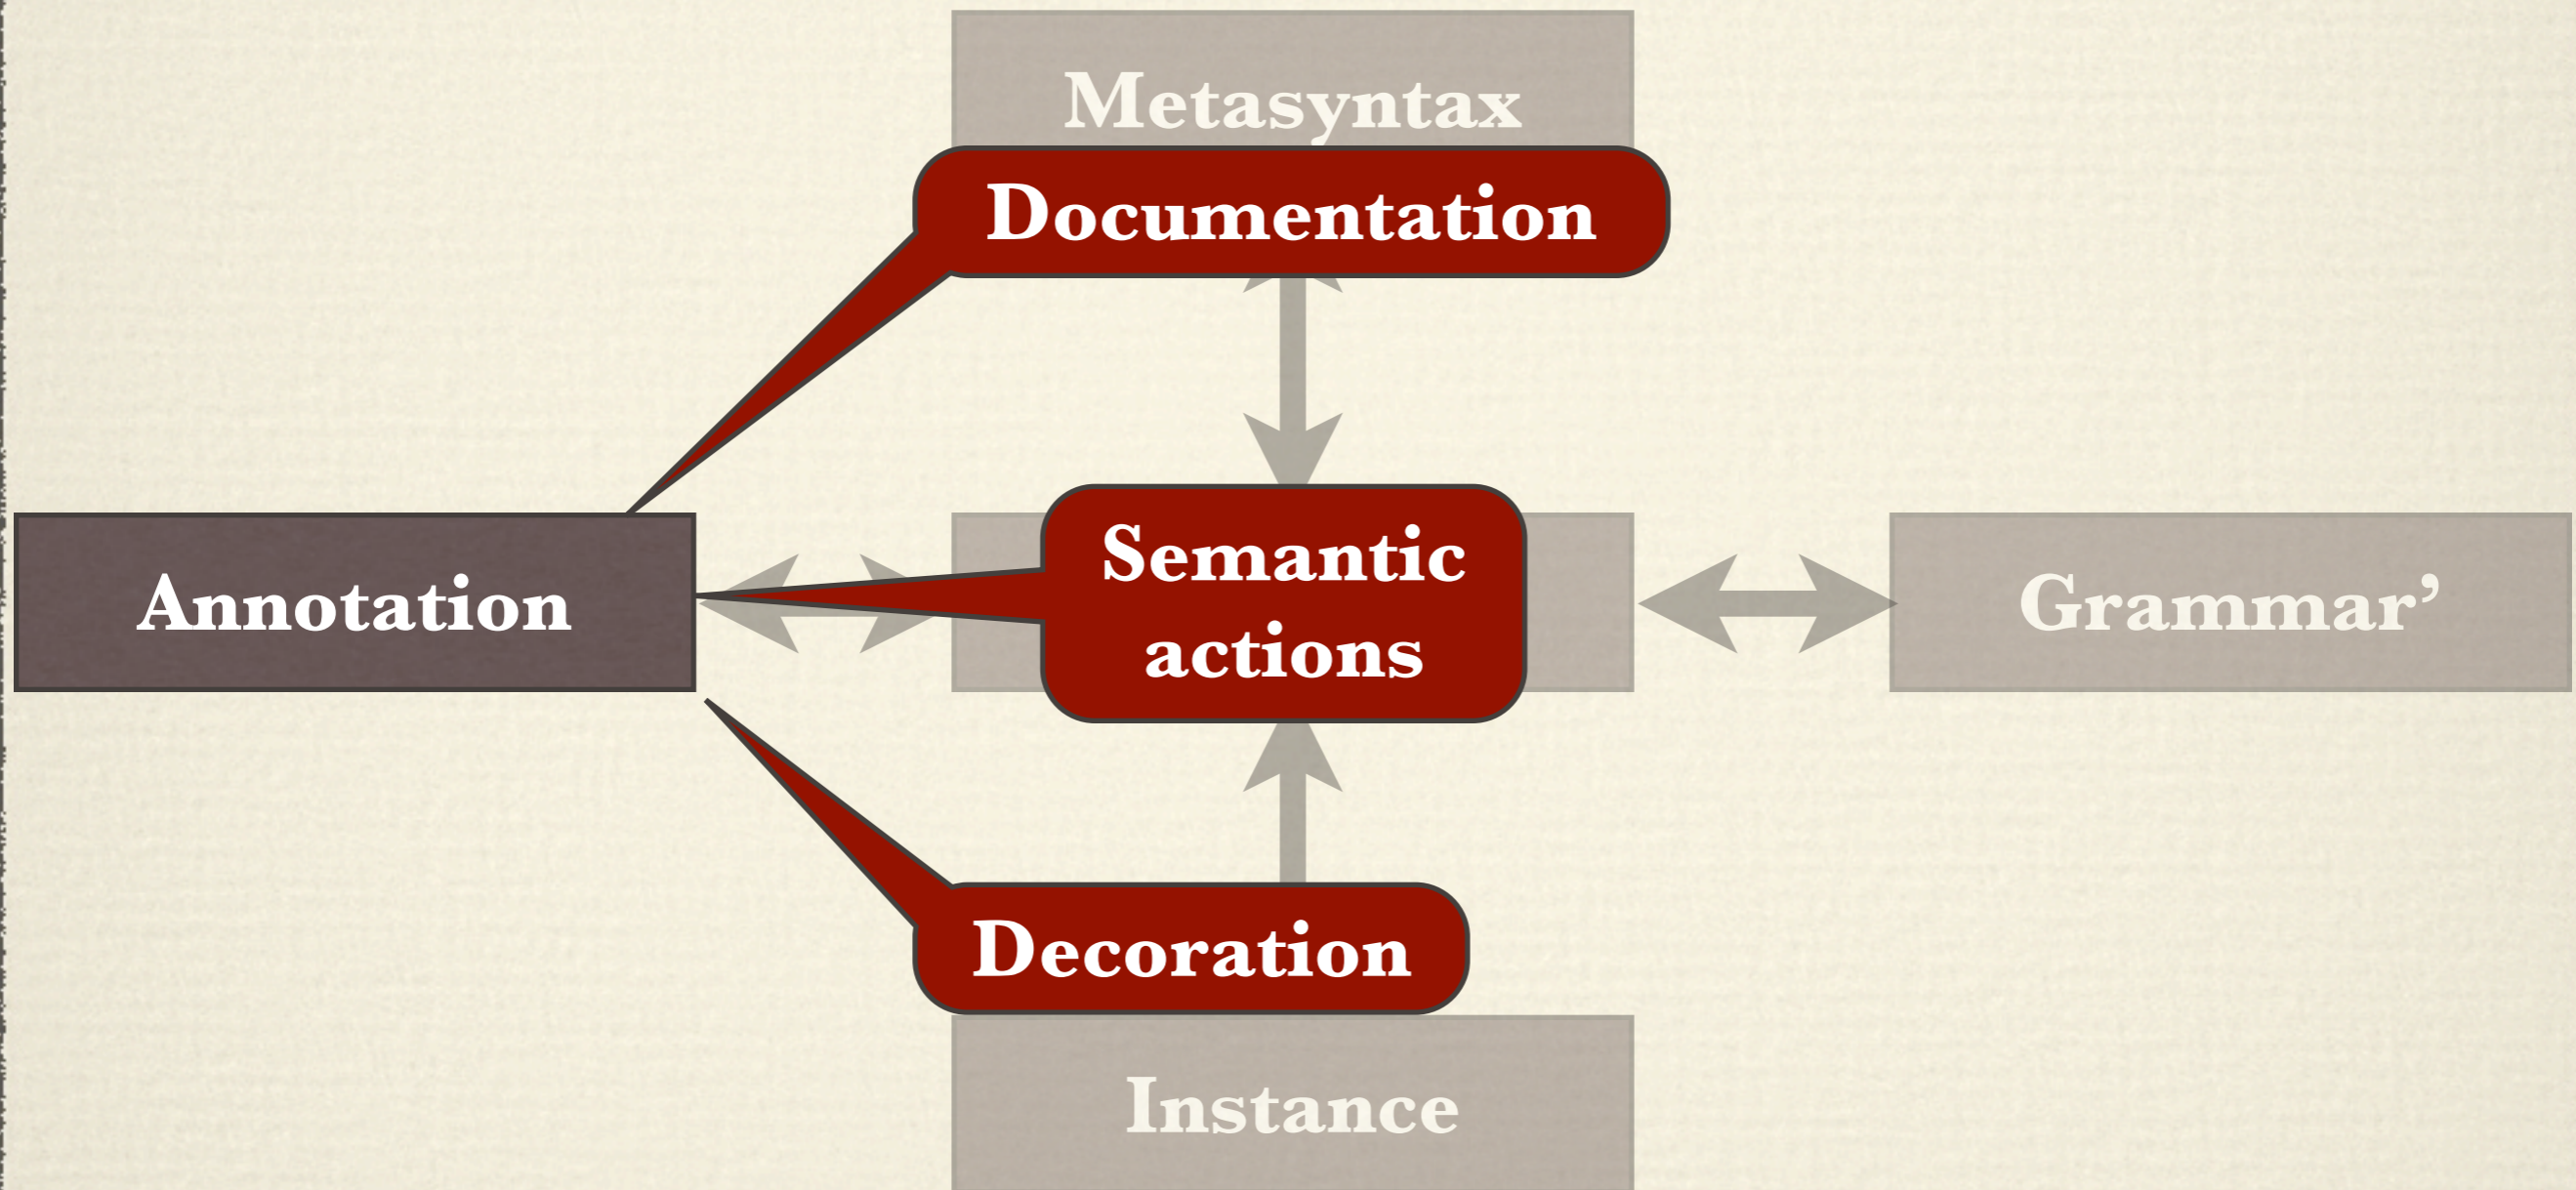 Metasyntax
Documentation
Annotation
Semantic
actions
Grammar’
Decoration
Instance